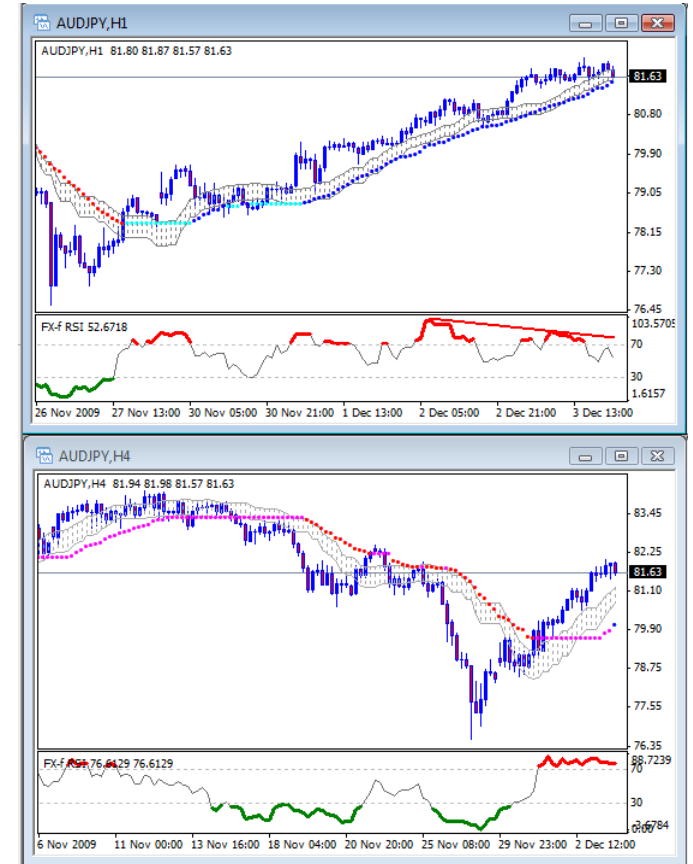 AUDJPY,H1
AUDJPY,H1 81.80 81.87 81.57 81.63
81.63
80.80
79.90
79.05
78.15
77.30
76.45
FX-f RSI 52.6718
103.5705
70
30
1.6157
26 Nov 2009 27 Nov 13:00 30 Nov 05:00 30 Nov 21:00 1 Dec 13:00 2 Dec 05:00 2 Dec 21:00 3 Dec 13:00
AUDJPY,H4
AUDJPY,H4 81.94 81.98 81.57 81.63
83.45
82.25
81.63
81.10
79.90
78.75
77.55
76.35
FX-f RSI 76.6129 76.6129
88.7239
70
30
6 Nov 2009 11 Nov 00:00 13 Nov 16:00 18 Nov 04:00 20 Nov 20:00 25 Nov 08:00 29 Nov 23:00 2 Dec 12:00